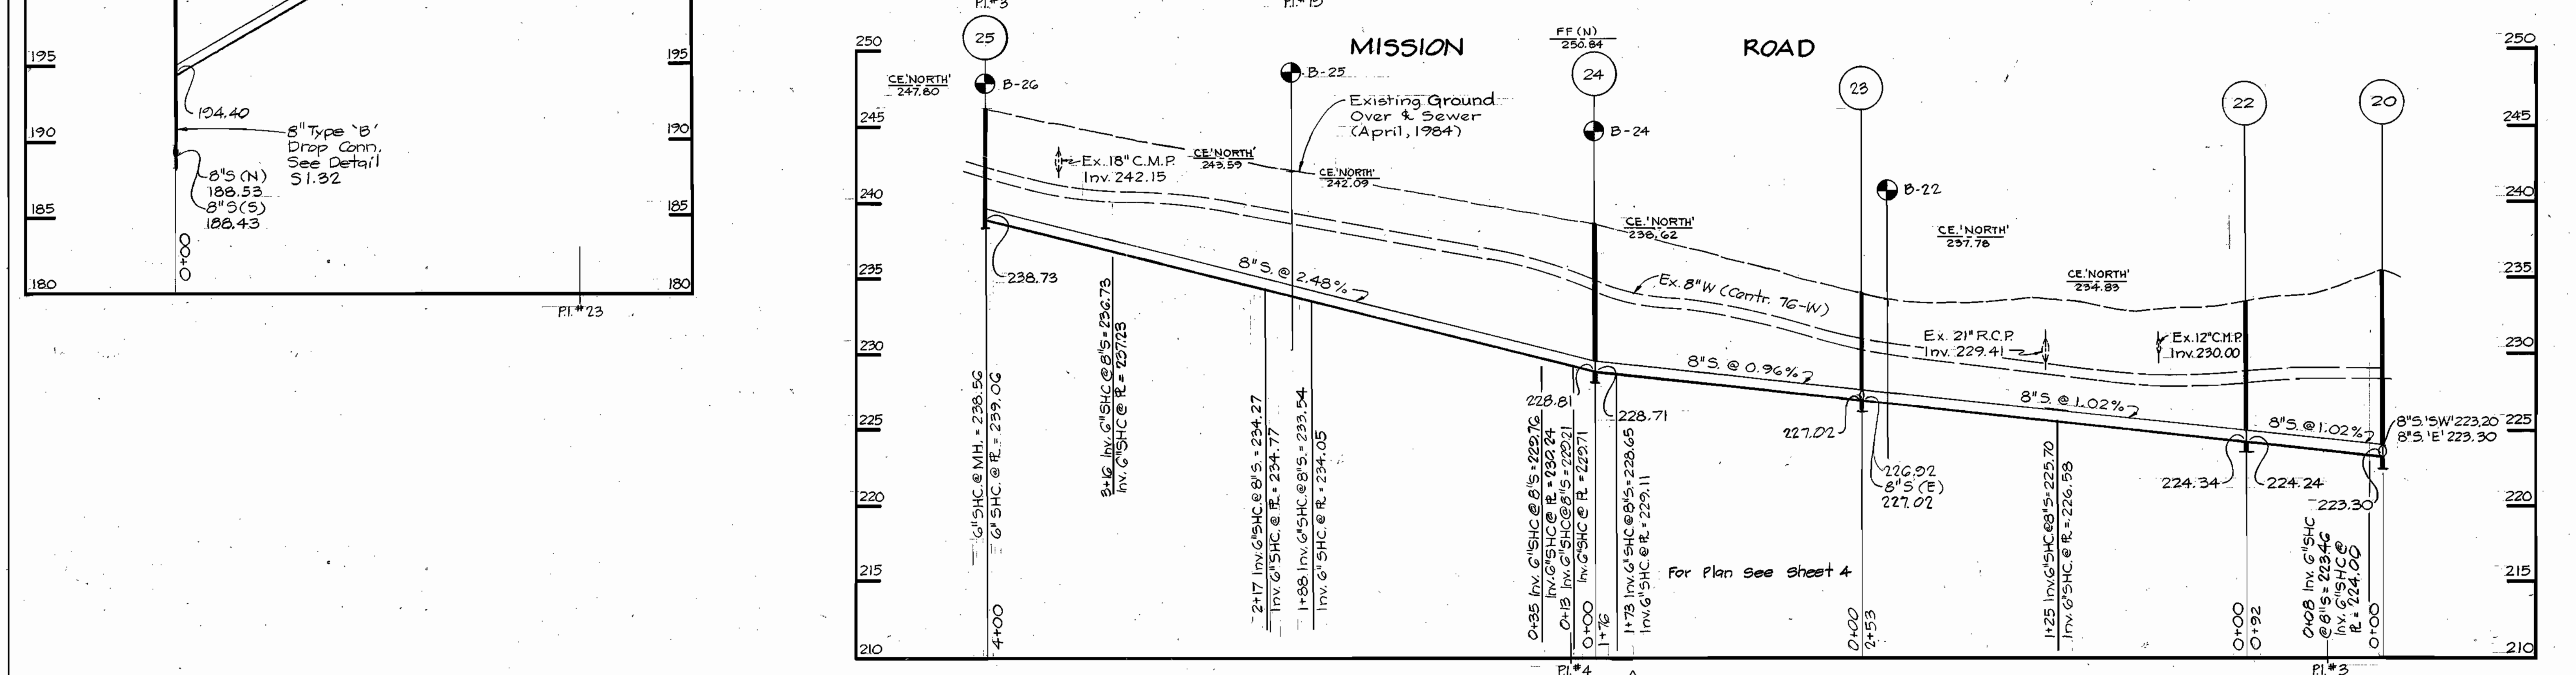 P.I.#3
P.I.#15
195
195
194.40
190
190
8" Type 'B'
Drop Conn.
See Detail
S1.32
8"S (N)
188.53
8"S (S)
188.43
185
185
0+00
180
180
P.I.#23
MISSION ROAD
250
250
25
CE.'NORTH'
247.80
B-26
B-25
FF (N)
250.84
24
23
22
20
Existing Ground
Over ℄ Sewer
(April, 1984)
B-24
245
245
Ex. 18" C.M.P.
Inv. 242.15
CE.'NORTH'
243.59
CE.'NORTH'
242.09
B-22
240
240
CE.'NORTH'
238.62
CE.'NORTH'
237.78
CE.'NORTH'
234.83
235
235
238.73
8"S. @ 2.48%
Ex. 8"W (Contr. 76-W)
Ex. 21" R.C.P.
Inv. 229.41
Ex. 12" C.M.P.
Inv. 230.00
230
230
8"S. @ 0.96%
8"S. @ 1.02%
8"S. @ 1.02%
8"S. 'SW' 223.20
8"S. 'E' 223.30
225
225
228.81
228.71
227.02
226.92
8"S (E)
227.02
224.34
224.24
223.30
220
220
215
215
210
210
6"SHC. @ MH. = 238.56
6"SHC. @ ℙL = 239.06
4+00
3+16 Inv. 6"SHC @ 8"S = 236.73
Inv. 6"SHC @ ℙL = 237.23
2+17 Inv. 6"SHC. @ 8"S. = 234.27
Inv. 6"SHC. @ ℙL = 234.77
1+88 Inv. 6"SHC. @ 8"S. = 233.54
Inv. 6"SHC. @ ℙL = 234.05
0+35 Inv. 6"SHC @ 8"S = 229.76
Inv. 6"SHC @ ℙL = 230.24
0+13 Inv. 6"SHC @ 8"S = 229.21
Inv. 6"SHC @ ℙL = 229.71
0+00
1+76
1+73 Inv. 6"SHC @ 8"S. = 228.65
Inv. 6"SHC. @ ℙL = 229.11
For Plan See Sheet 4
0+00
2+53
1+25 Inv. 6"SHC. @ 8"S = 225.70
Inv. 6"SHC. @ ℙL = 226.58
0+00
0+92
0+08 Inv. 6"SHC
@ 8"S = 223.46
Inv. 6"SHC @
ℙL = 224.00
0+00
P.I.#4
P.I.#3